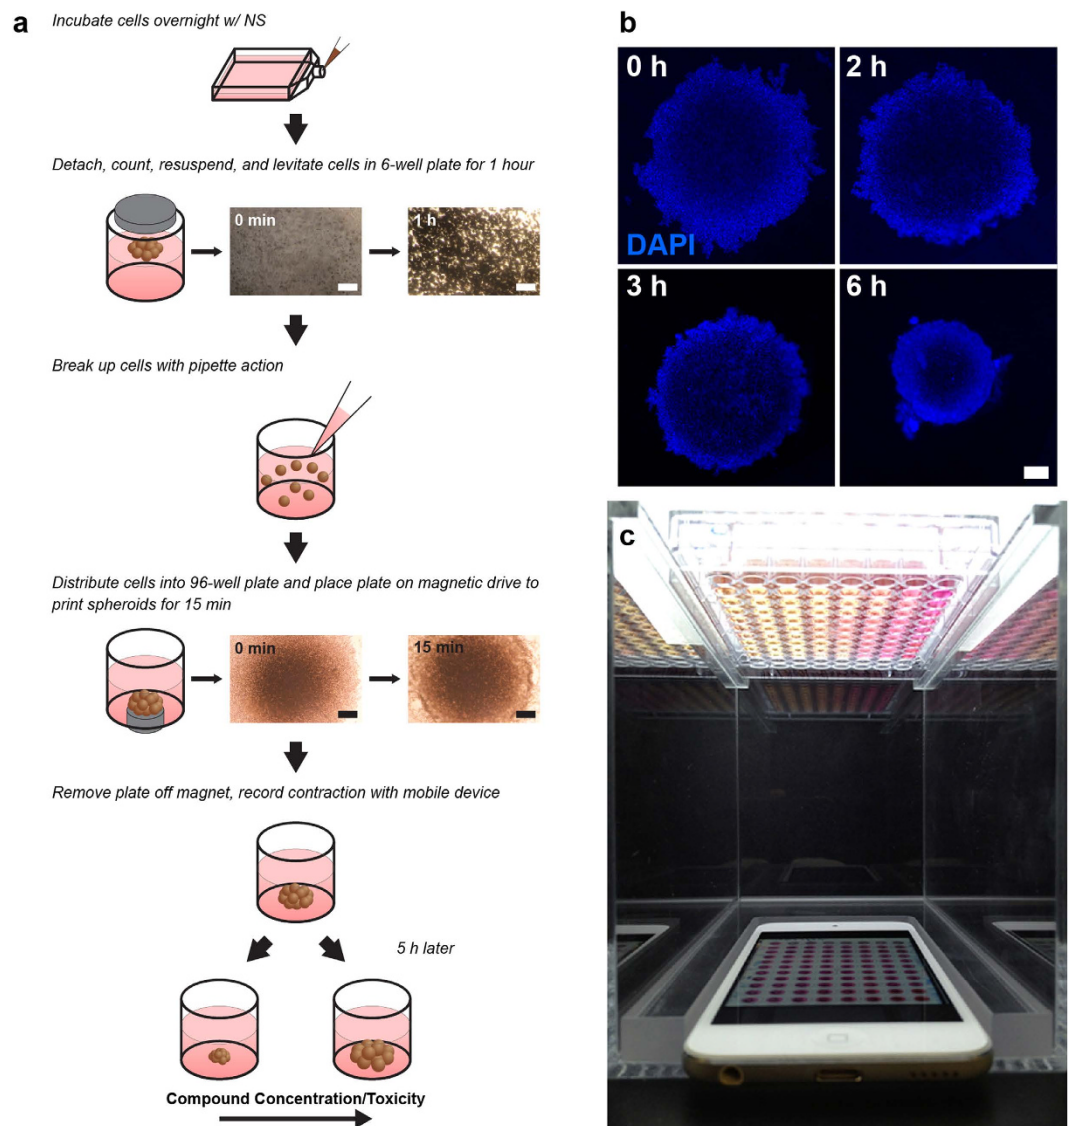 a
Incubate cells overnight w/ NS
Detach, count, resuspend, and levitate cells in 6-well plate for 1 hour
0 min
1 h
Break up cells with pipette action
Distribute cells into 96-well plate and place plate on magnetic drive to
print spheroids for 15 min
0 min
15 min
Remove plate off magnet, record contraction with mobile device
5 h later
Compound Concentration/Toxicity
b
0 h
2 h
DAPI
3 h
6 h
c